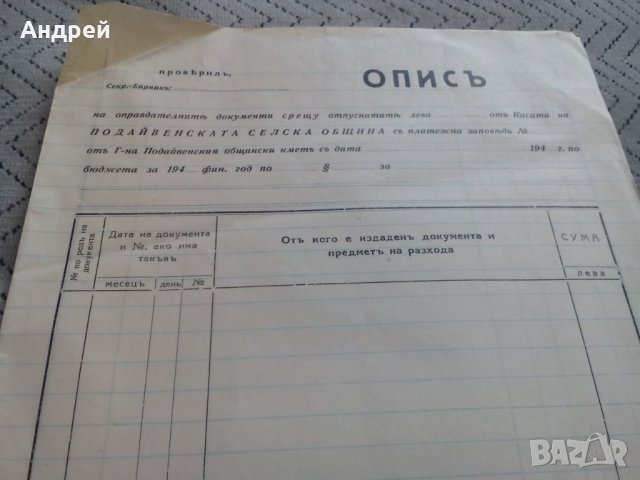 Андрей
провѣрилъ.
Секр.-Бирникъ:
ОПИСЪ
на оправдателнитѣ документи срещу отпуснатитѣ лева отъ Касата на
ПОДАЙВЕНСКАТА СЕЛСКА ОБЩИНА съ платежна заповѣдь №
отъ Г-на Подайвенския общински кметъ съ дата 194 г. по
бюджета за 194 фин. год по § за
№ по редъ на документа
Дата на документа
и №, ако има
такъвъ
месецъ день №
Отъ кого е издаденъ документа и
предметъ на разхода
СУМА
лева
BAZAR